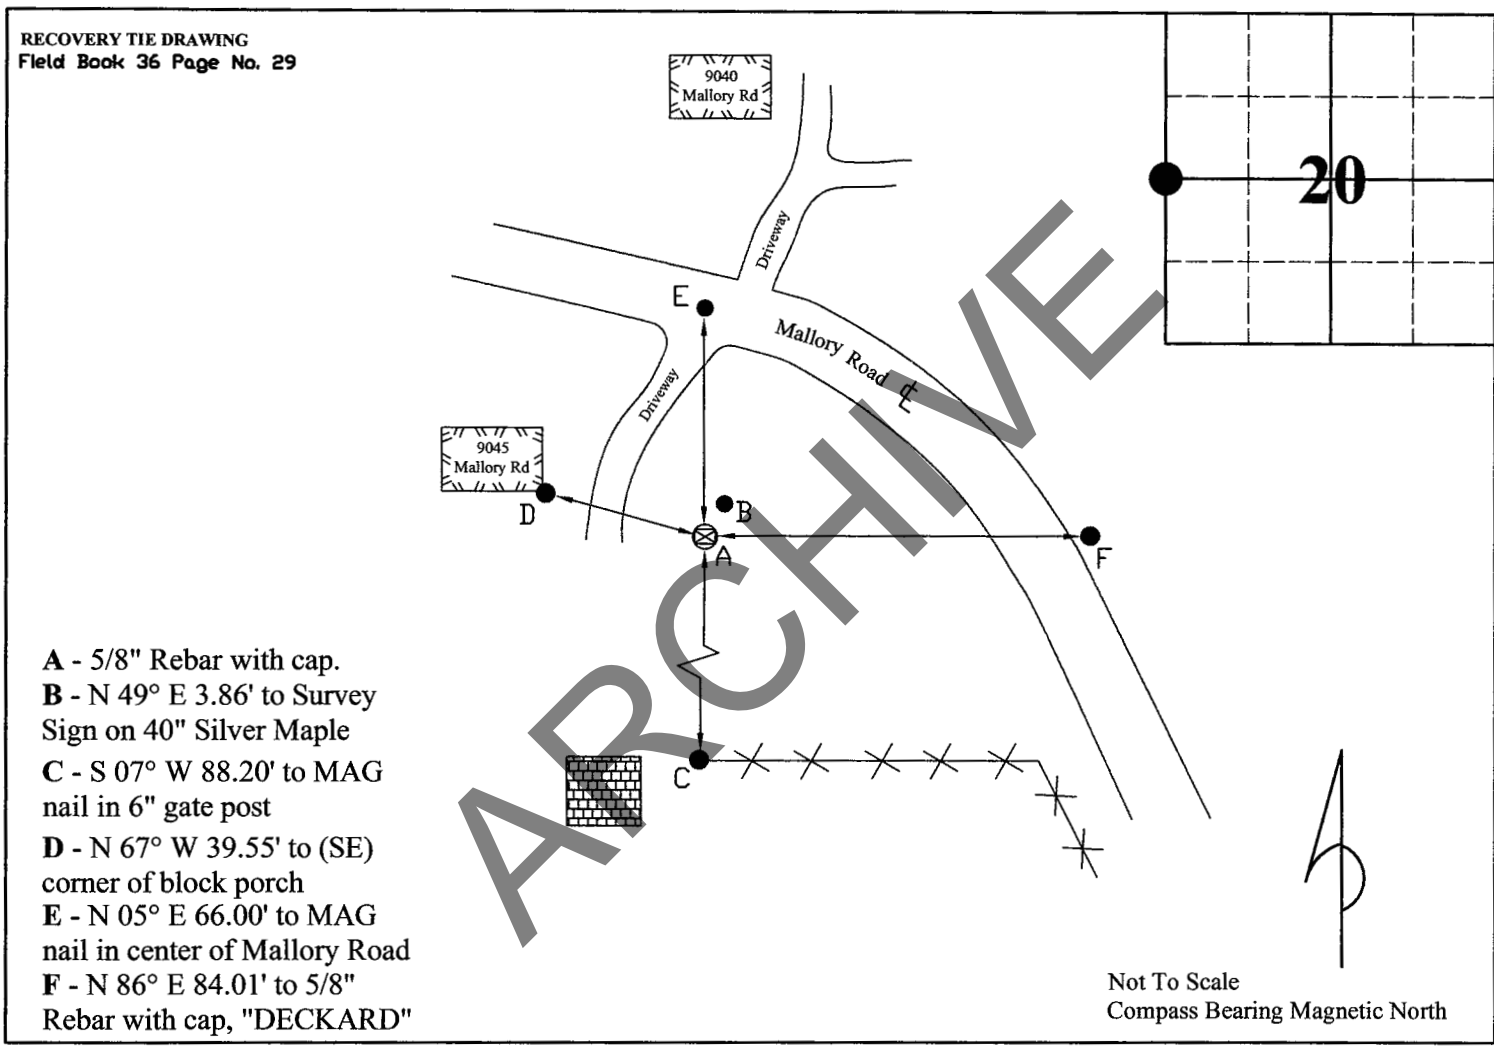 RECOVERY TIE DRAWING
Field Book 36 Page No. 29
9040
Mallory Rd
20
Driveway
E
Mallory Road ℄
Driveway
9045
Mallory Rd
D
B
A
F
C
ARCHIVE
A - 5/8" Rebar with cap.
B - N 49° E 3.86' to Survey
Sign on 40" Silver Maple
C - S 07° W 88.20' to MAG
nail in 6" gate post
D - N 67° W 39.55' to (SE)
corner of block porch
E - N 05° E 66.00' to MAG
nail in center of Mallory Road
F - N 86° E 84.01' to 5/8"
Rebar with cap, "DECKARD"
Not To Scale
Compass Bearing Magnetic North